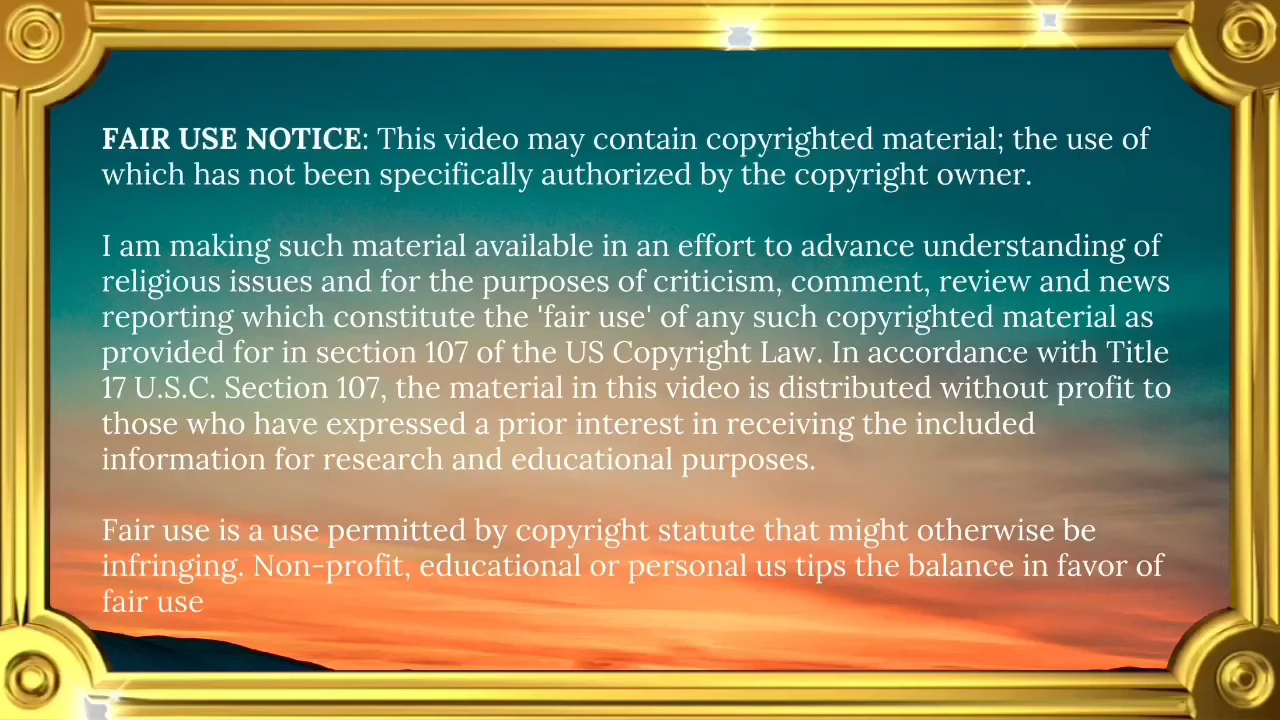 FAIR USE NOTICE: This video may contain copyrighted material; the use of
which has not been specifically authorized by the copyright owner.
I am making such material available in an effort to advance understanding of
religious issues and for the purposes of criticism, comment, review and news
reporting which constitute the 'fair use' of any such copyrighted material as
provided for in section 107 of the US Copyright Law. In accordance with Title
17 U.S.C. Section 107, the material in this video is distributed without profit to
those who have expressed a prior interest in receiving the included
information for research and educational purposes.
Fair use is a use permitted by copyright statute that might otherwise be
infringing. Non-profit, educational or personal us tips the balance in favor of
fair use